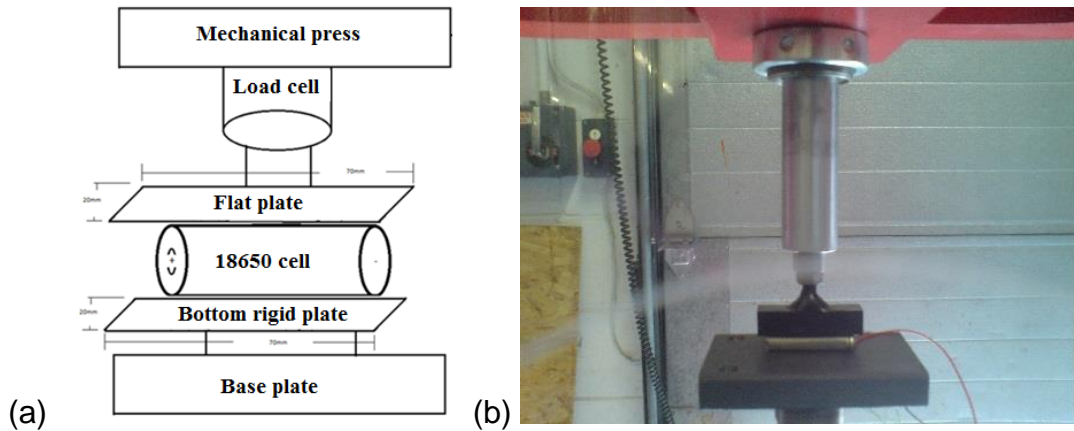 Mechanical press
Load cell
70mm
20mm
Flat plate
18650 cell
20mm
Bottom rigid plate
70mm
Base plate
(a)
(b)